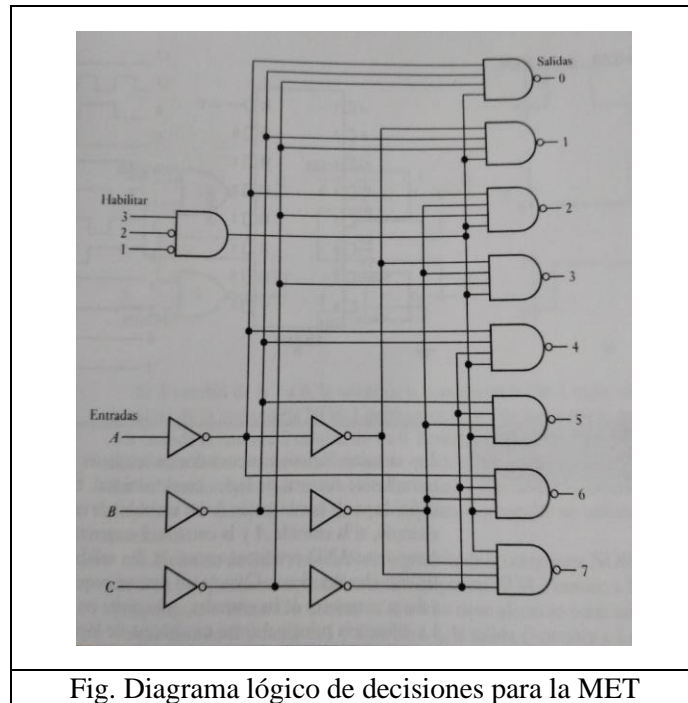 Salidas
0
1
2
Habilitar
3
2
1
3
4
Entradas
A
5
6
B
7
C
Fig. Diagrama lógico de decisiones para la MET